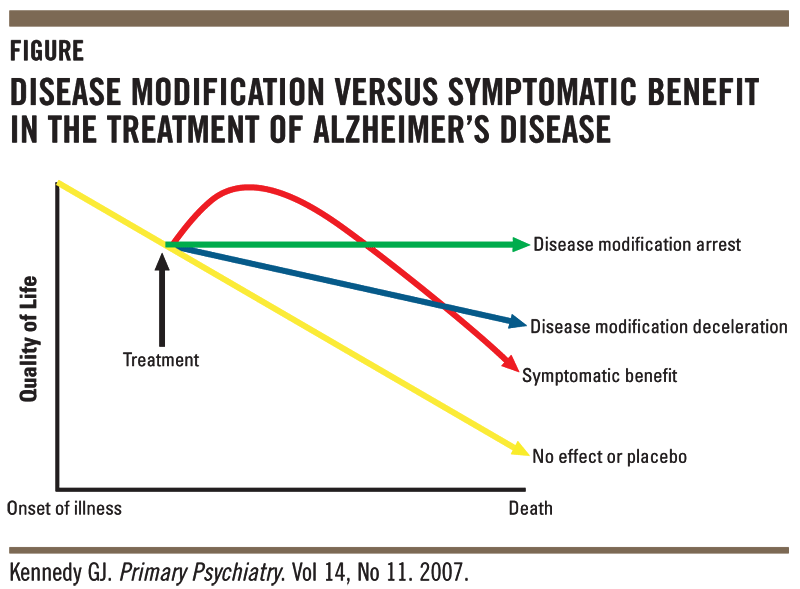 FIGURE
DISEASE MODIFICATION VERSUS SYMPTOMATIC BENEFIT
IN THE TREATMENT OF ALZHEIMER’S DISEASE
Quality of Life
Treatment
Disease modification arrest
Disease modification deceleration
Symptomatic benefit
No effect or placebo
Onset of illness
Death
Kennedy GJ. Primary Psychiatry. Vol 14, No 11. 2007.